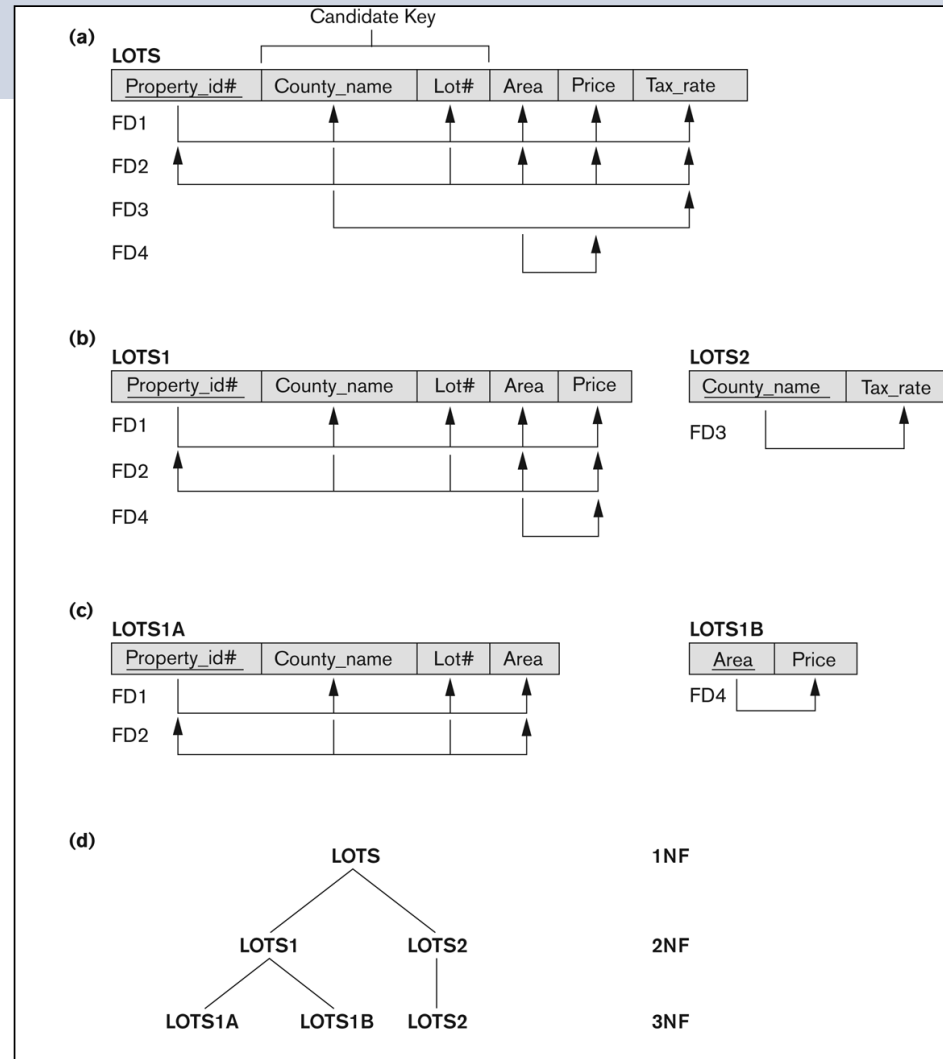 Candidate Key
(a)
LOTS
Property_id# County_name Lot# Area Price Tax_rate
FD1
FD2
FD3
FD4
(b)
LOTS1 LOTS2
Property_id# County_name Lot# Area Price County_name Tax_rate
FD1 FD3
FD2
FD4
(c)
LOTS1A LOTS1B
Property_id# County_name Lot# Area Area Price
FD1 FD4
FD2
(d)
LOTS 1NF
LOTS1 LOTS2 2NF
LOTS1A LOTS1B LOTS2 3NF